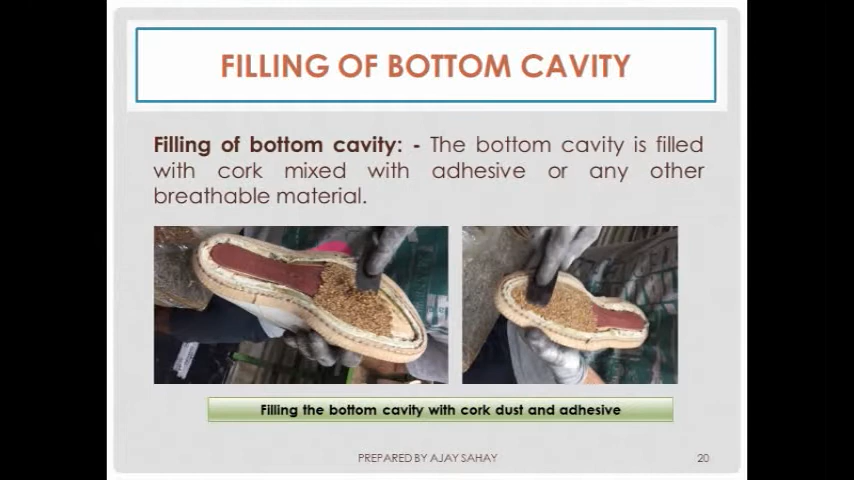 FILLING OF BOTTOM CAVITY
Filling of bottom cavity: - The bottom cavity is filled
with cork mixed with adhesive or any other
breathable material.
Filling the bottom cavity with cork dust and adhesive
PREPARED BY AJAY SAHAY
20